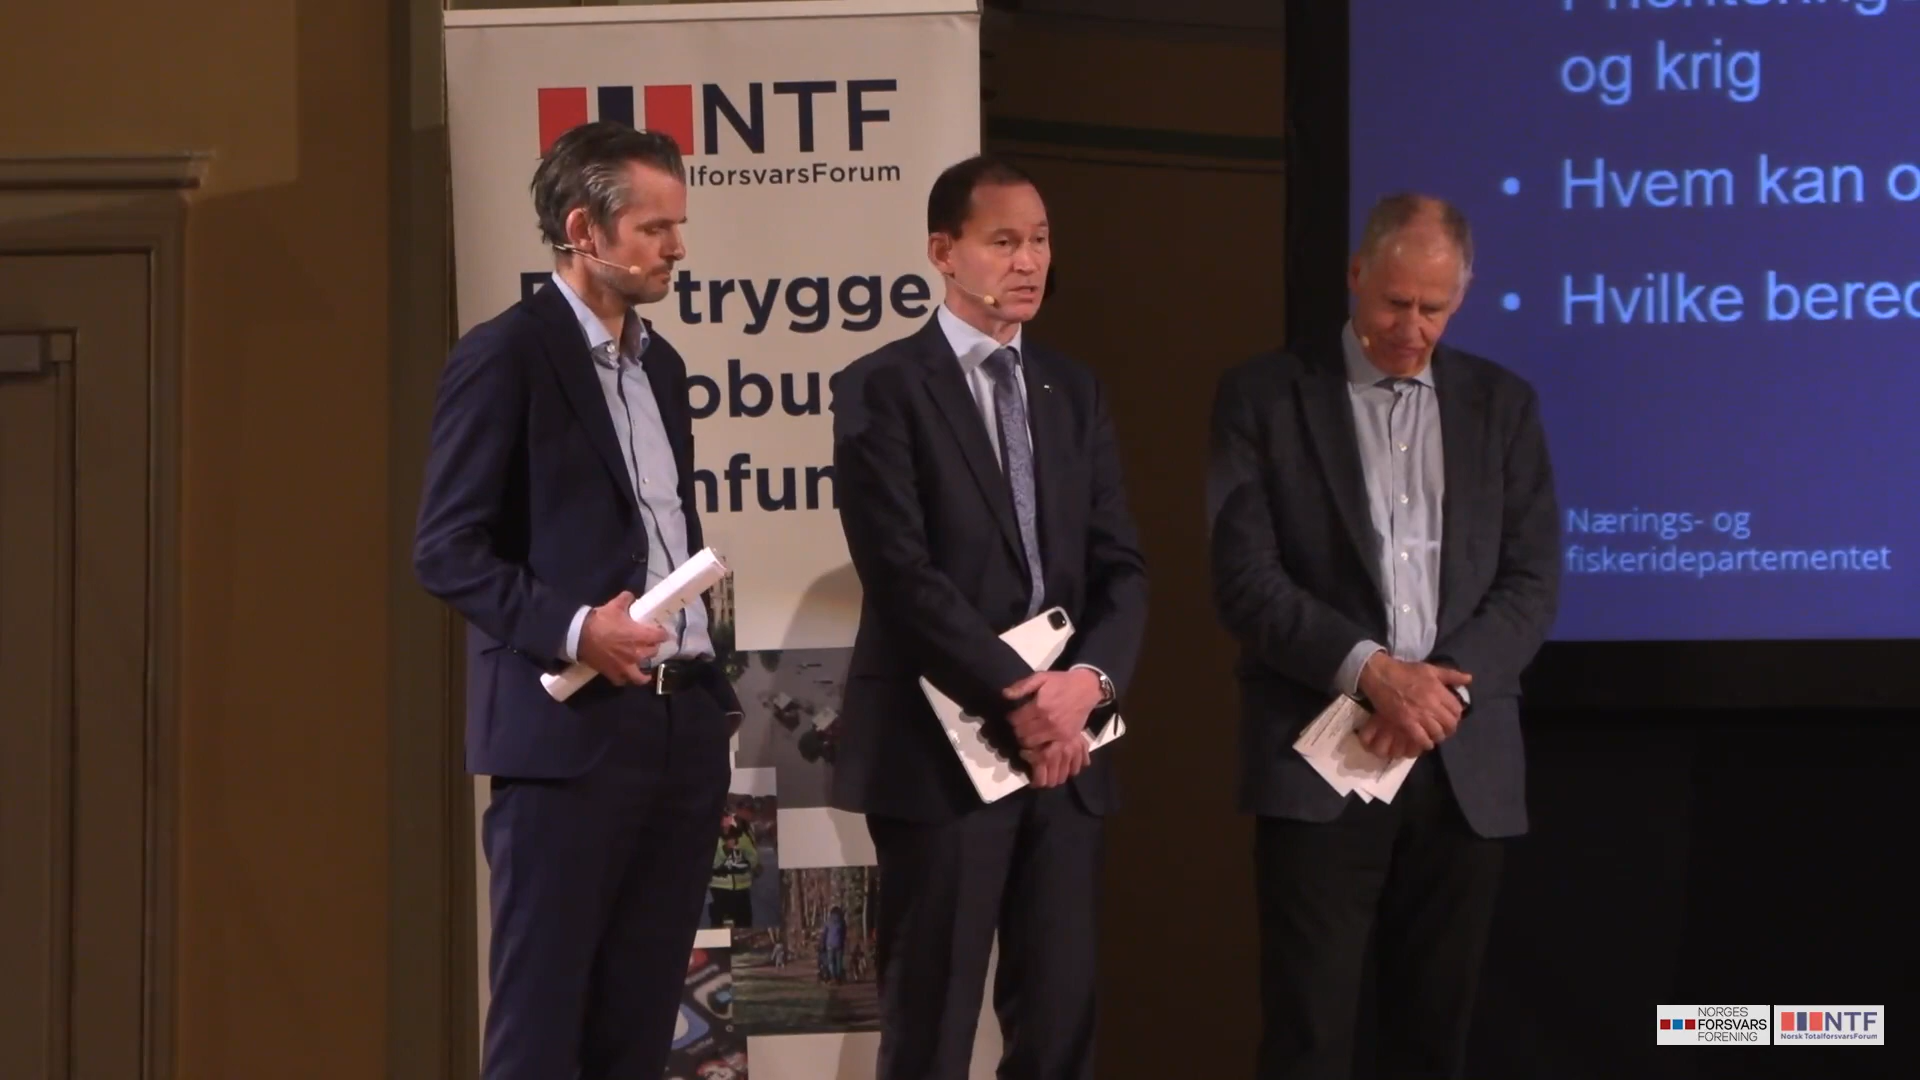 NTF
lforsvarsForum
trygge
obus
nfun
og krig
• Hvem kan o
• Hvilke bered
Nærings- og
fiskeridepartementet
NORGES
FORSVARS
FORENING
NTF
Norsk TotalforsvarsForum